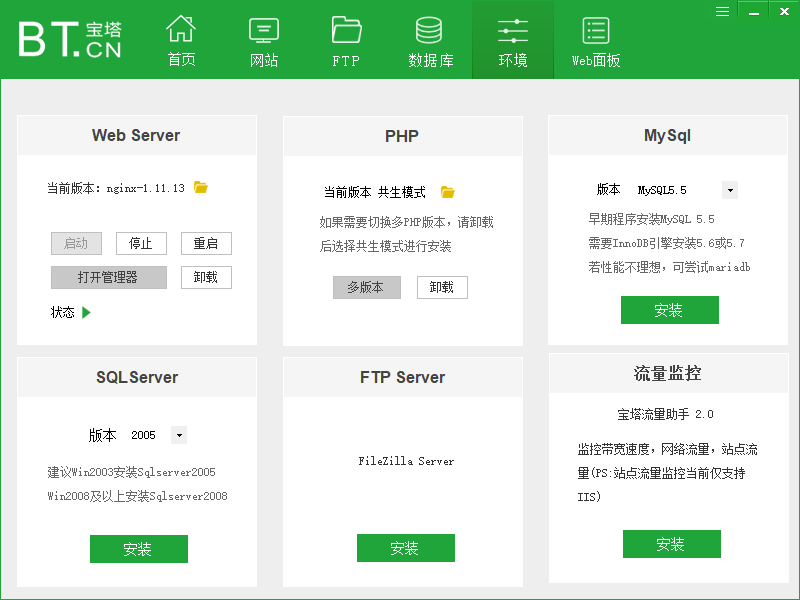 BT.宝塔.CN
首页
网站
FTP
数据库
环境
Web面板
Web Server
当前版本：nginx-1.11.13
启动
停止
重启
打开管理器
卸载
状态
PHP
当前版本 共生模式
如果需要切换多PHP版本，请卸载
后选择共生模式进行安装
多版本
卸载
MySql
版本 MySQL5.5
早期程序安装MySQL 5.5
需要InnoDB引擎安装5.6或5.7
若性能不理想，可尝试mariadb
安装
SQLServer
版本 2005
建议Win2003安装Sqlserver2005
Win2008及以上安装Sqlserver2008
安装
FTP Server
FileZilla Server
安装
流量监控
宝塔流量助手 2.0
监控带宽速度，网络流量，站点流
量(PS:站点流量监控当前仅支持
IIS)
安装